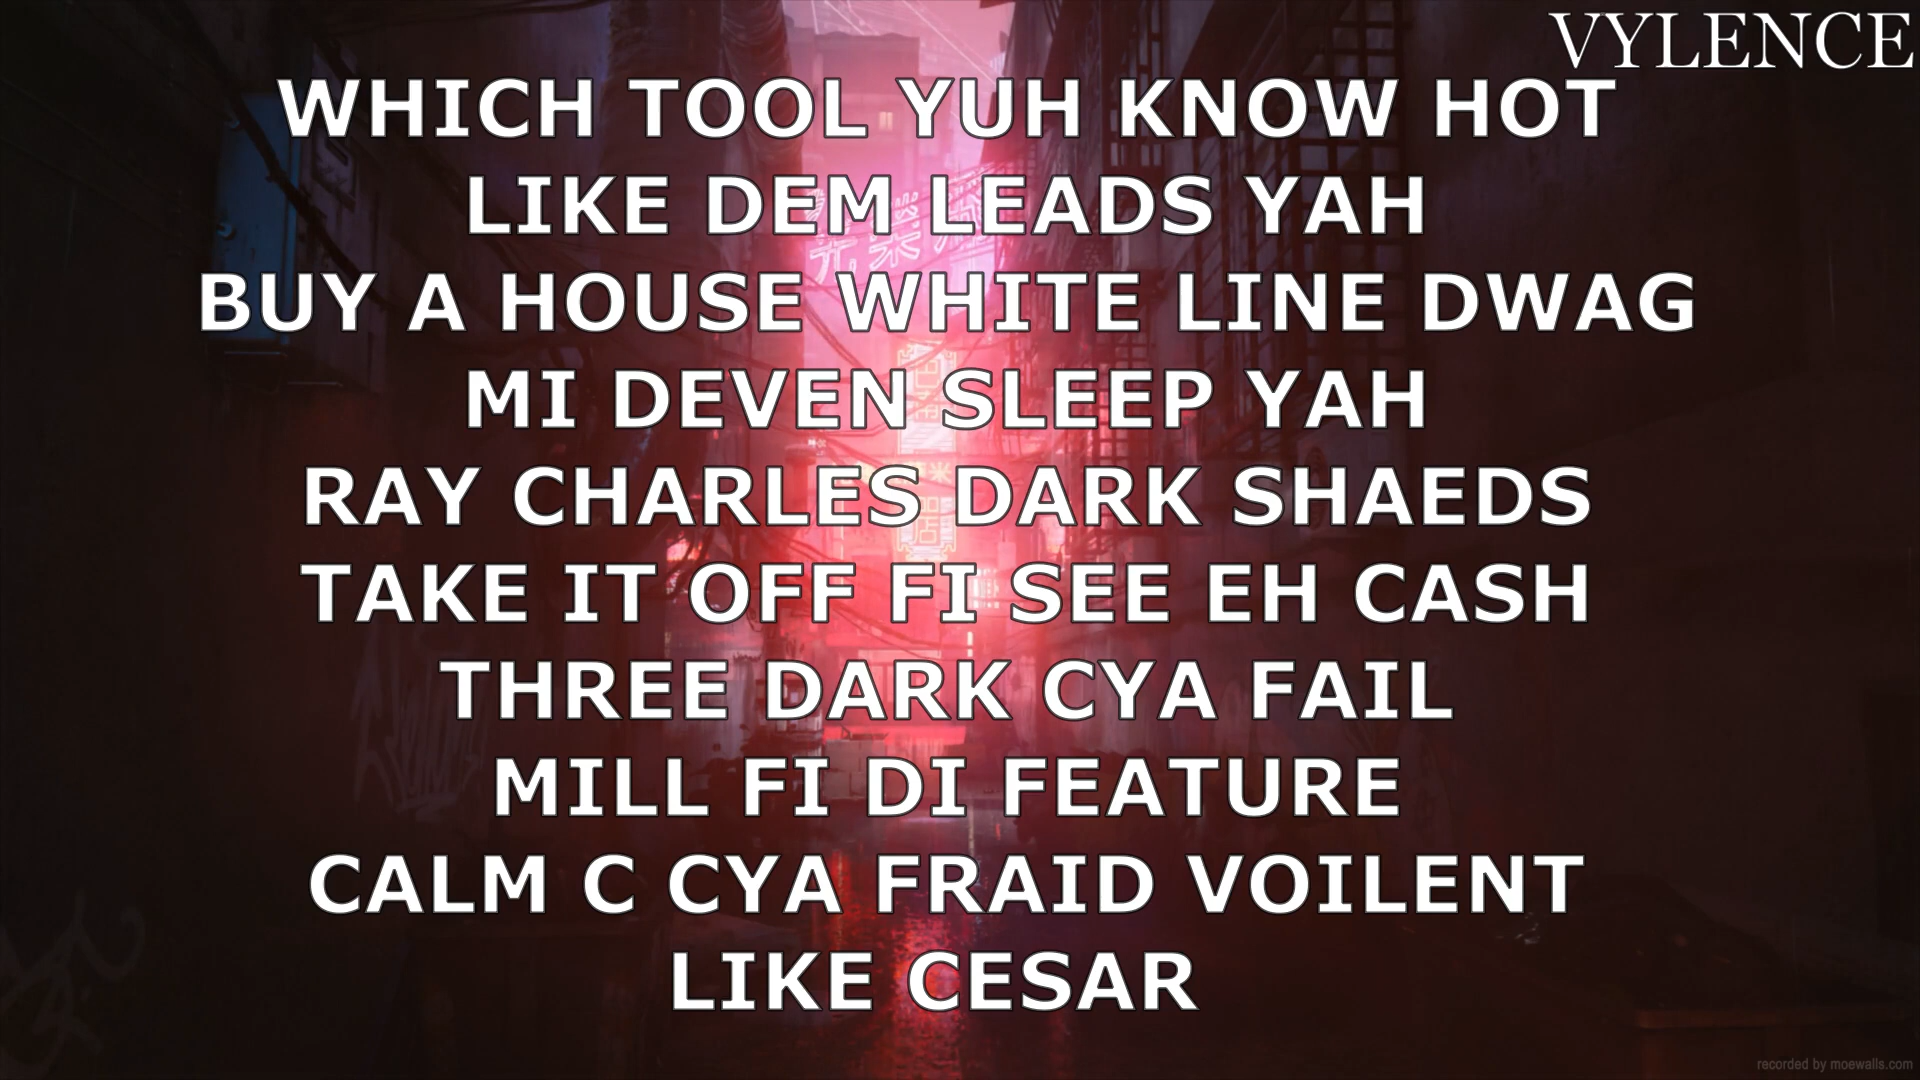 VYLENCE
WHICH TOOL YUH KNOW HOT
LIKE DEM LEADS YAH
BUY A HOUSE WHITE LINE DWAG
MI DEVEN SLEEP YAH
RAY CHARLES DARK SHAEDS
TAKE IT OFF FI SEE EH CASH
THREE DARK CYA FAIL
MILL FI DI FEATURE
CALM C CYA FRAID VOILENT
LIKE CESAR
recorded by moewalls.com